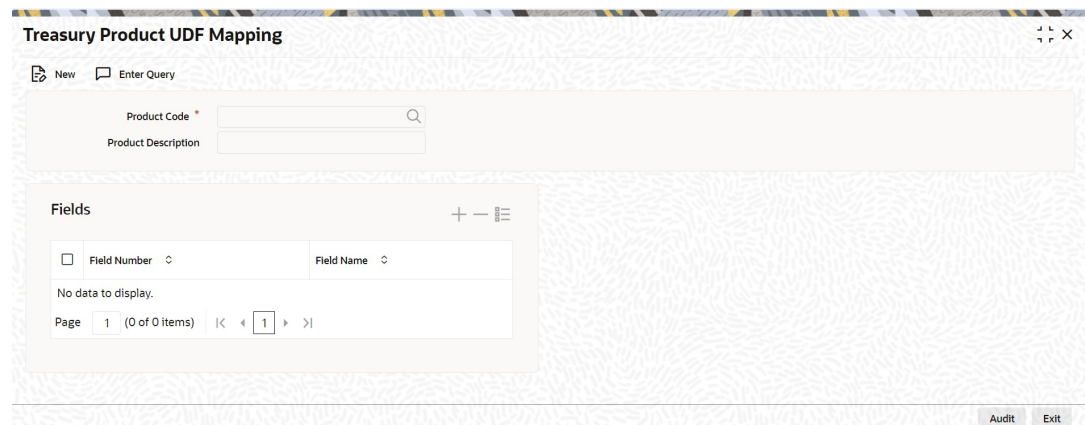 Treasury Product UDF Mapping
New Enter Query
Product Code *
Product Description
Fields
Field Number Field Name
No data to display.
Page 1 (0 of 0 items) 1
Audit Exit